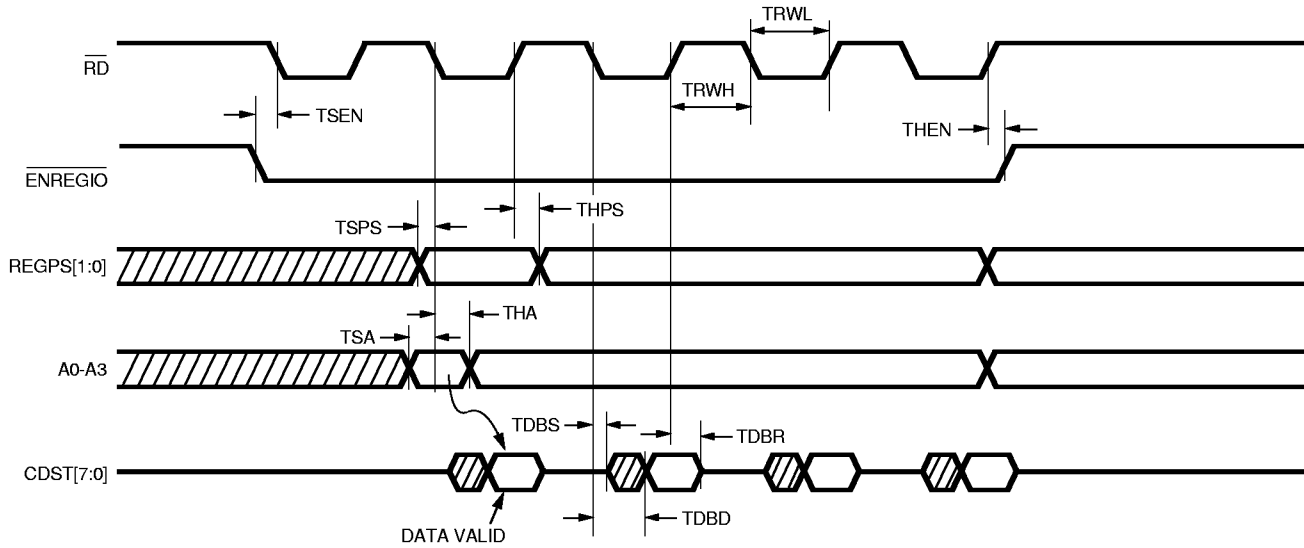 TRWL
RD
TRWH
TSEN
THEN
ENREGIO
TSPS
THPS
REGPS[1:0]
THA
TSA
A0-A3
TDBS
TDBR
CDST[7:0]
TDBD
DATA VALID